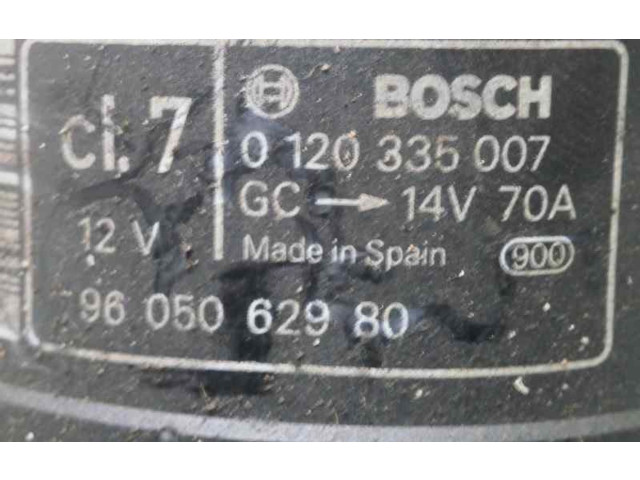 cl.7
12 V
BOSCH
0 120 335 007
GC → 14V 70A
Made in Spain 900
96 050 629 80